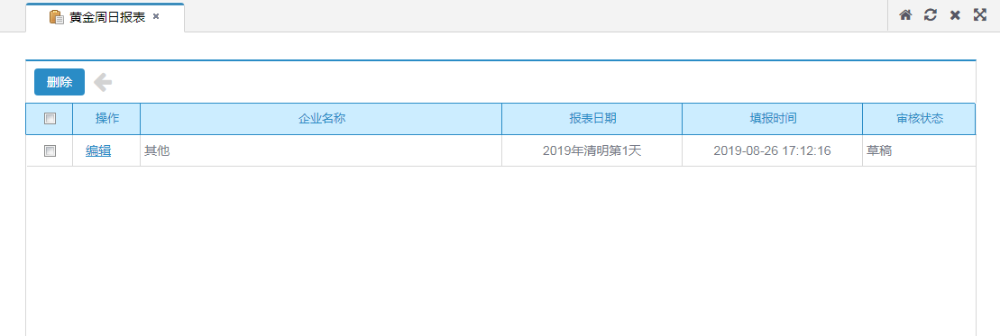 黄金周日报表
删除
操作 企业名称 报表日期 填报时间 审核状态
编辑 其他 2019年清明第1天 2019-08-26 17:12:16 草稿